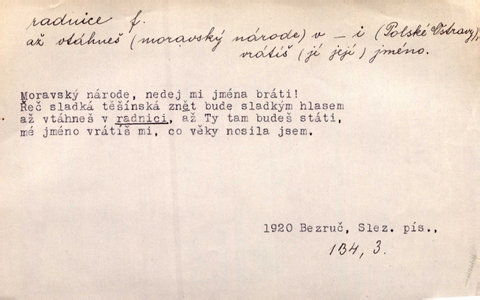 radnice f.
až vtáhneš (moravský národe) v – i (Polské Ostravy),
vrátíš (jí její) jméno.
Moravský národe, nedej mi jména bráti!
Řeč sladká těšínská znět bude sladkým hlasem
až vtáhneš v radnici, až Ty tam budeš státi,
mé jméno vrátíš mi, co věky nosila jsem.
1920 Bezruč, Slez. pís.,
134, 3.